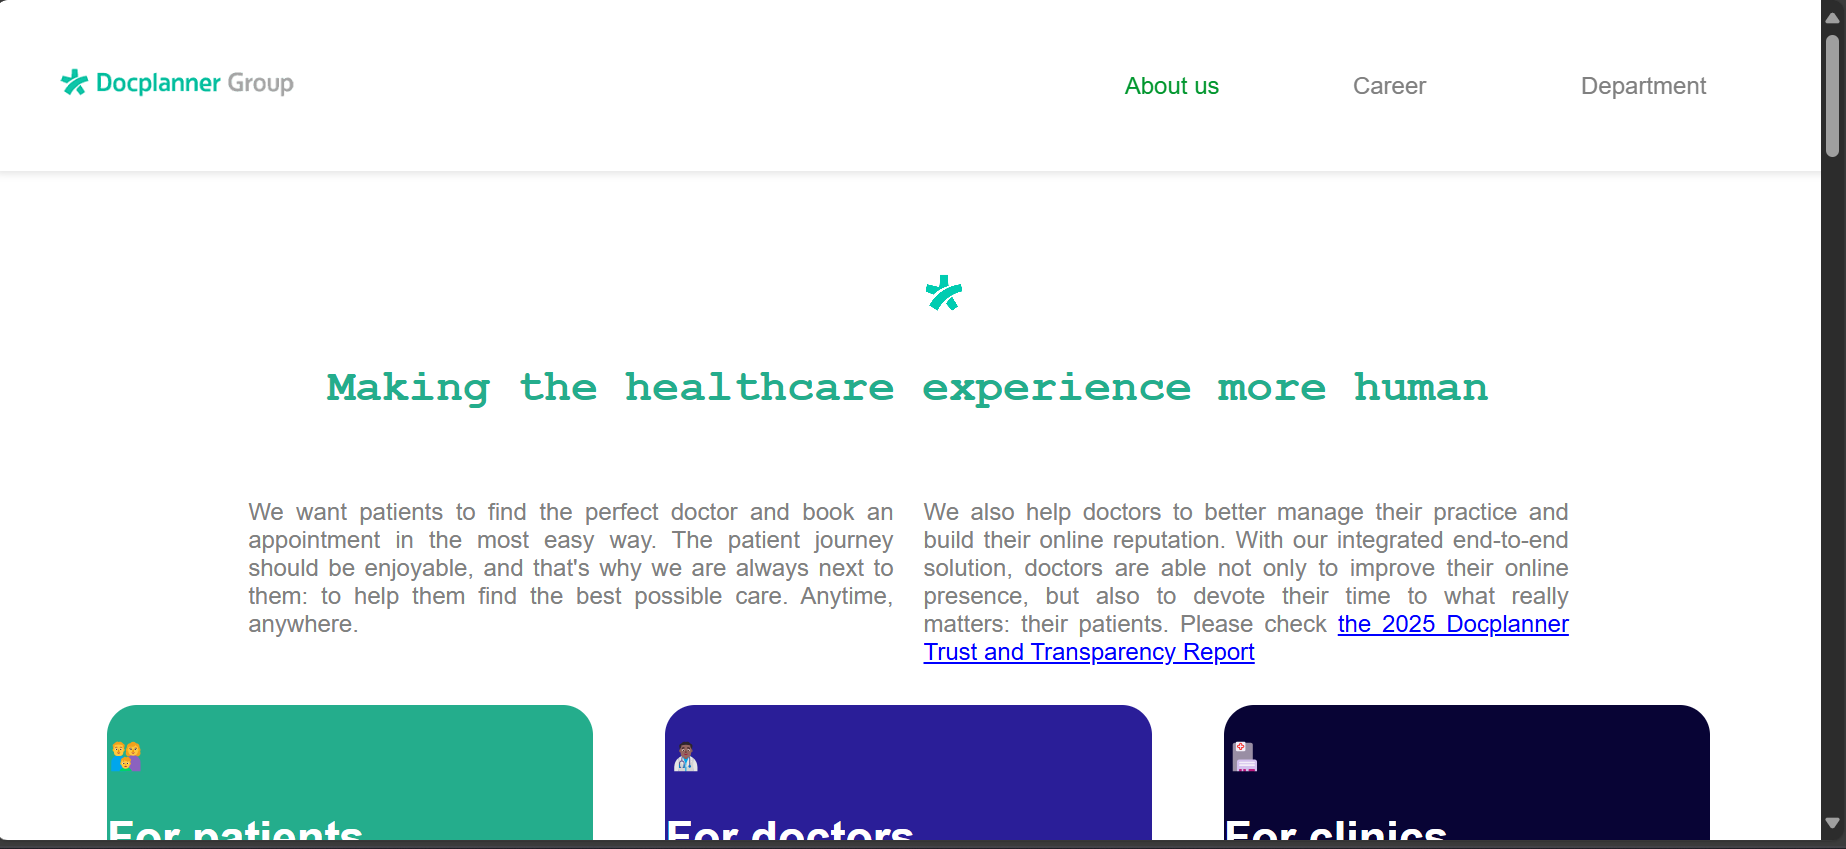 Docplanner Group
About us
Career
Department
Making the healthcare experience more human
We want patients to find the perfect doctor and book an
appointment in the most easy way. The patient journey
should be enjoyable, and that's why we are always next to
them: to help them find the best possible care. Anytime,
anywhere.
We also help doctors to better manage their practice and
build their online reputation. With our integrated end-to-end
solution, doctors are able not only to improve their online
presence, but also to devote their time to what really
matters: their patients. Please check the 2025 Docplanner
Trust and Transparency Report
For patients
For doctors
For clinics